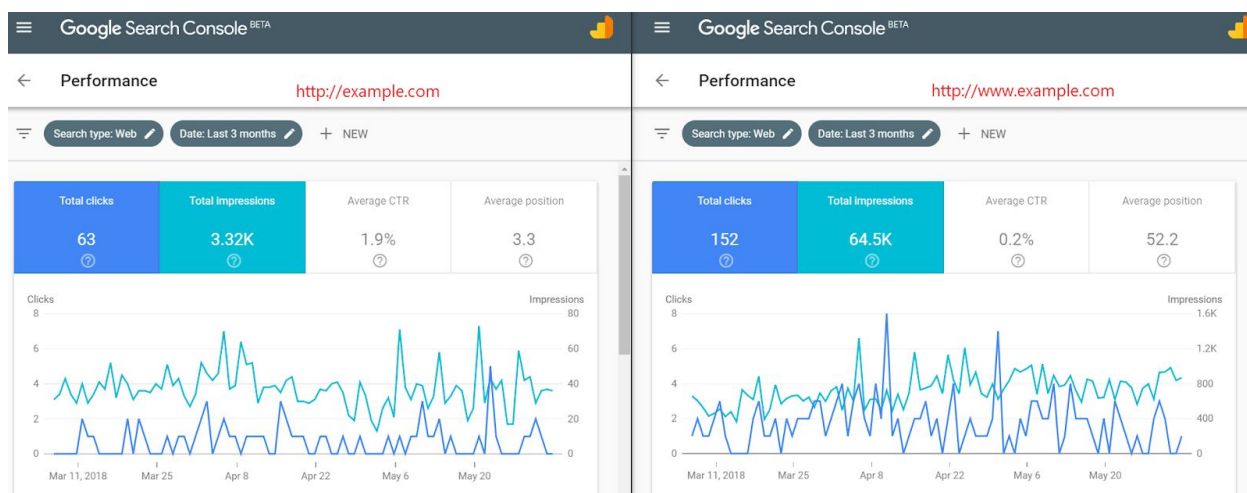 Google Search Console BETA
Performance
http://example.com
Search type: Web
Date: Last 3 months
+ NEW
Total clicks
63
Total impressions
3.32K
Average CTR
1.9%
Average position
3.3
Clicks
Impressions
8
6
4
2
0
80
60
40
20
0
Mar 11, 2018
Mar 25
Apr 8
Apr 22
May 6
May 20
Google Search Console BETA
Performance
http://www.example.com
Search type: Web
Date: Last 3 months
+ NEW
Total clicks
152
Total impressions
64.5K
Average CTR
0.2%
Average position
52.2
Clicks
Impressions
8
6
4
2
0
1.6K
1.2K
800
400
0
Mar 11, 2018
Mar 25
Apr 8
Apr 22
May 6
May 20